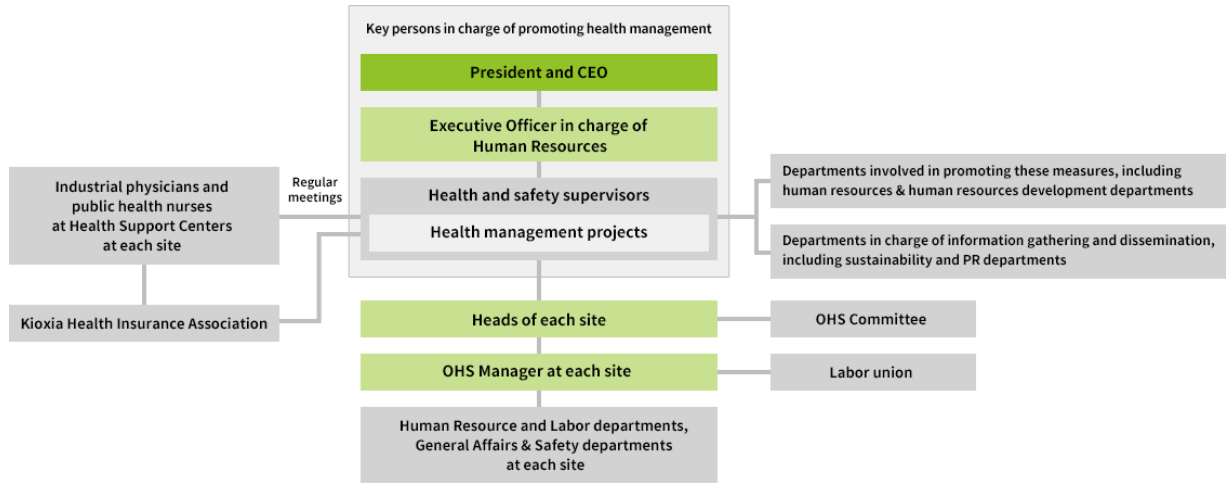 Key persons in charge of promoting health management
President and CEO
Executive Officer in charge of
Human Resources
Health and safety supervisors
Health management projects
Industrial physicians and
public health nurses
at Health Support Centers
at each site
Regular
meetings
Kioxia Health Insurance Association
Departments involved in promoting these measures, including
human resources & human resources development departments
Departments in charge of information gathering and dissemination,
including sustainability and PR departments
Heads of each site
OHS Committee
OHS Manager at each site
Labor union
Human Resource and Labor departments,
General Affairs & Safety departments
at each site